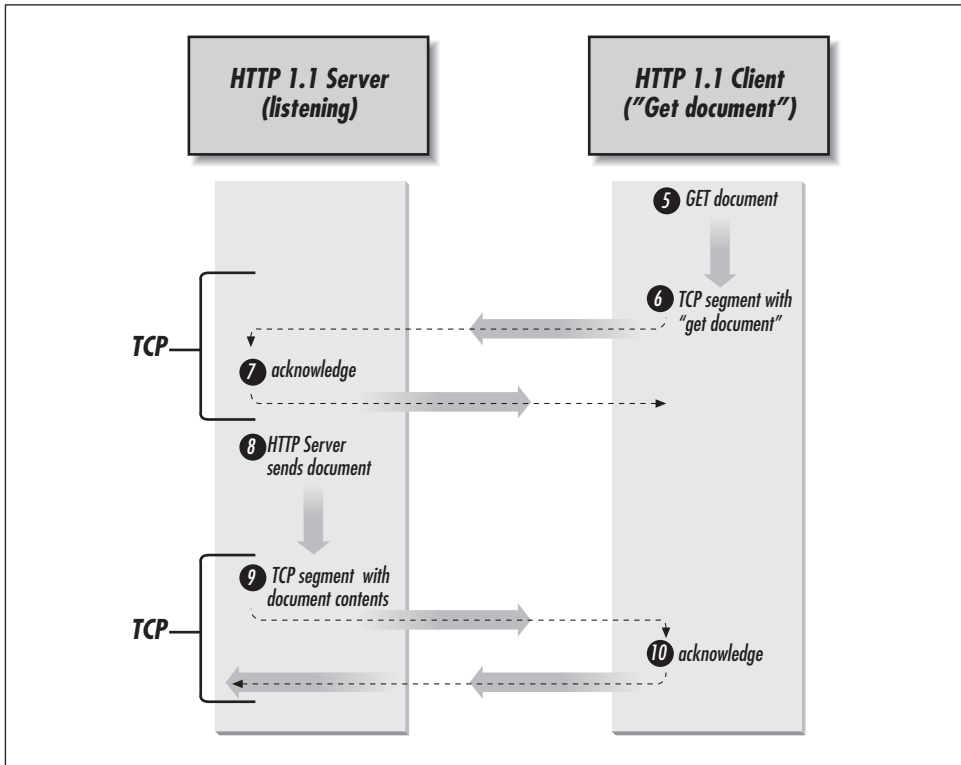 HTTP 1.1 Server
(listening)
HTTP 1.1 Client
("Get document")
5 GET document
6 TCP segment with
"get document"
TCP
7 acknowledge
8 HTTP Server
sends document
9 TCP segment with
document contents
TCP
10 acknowledge